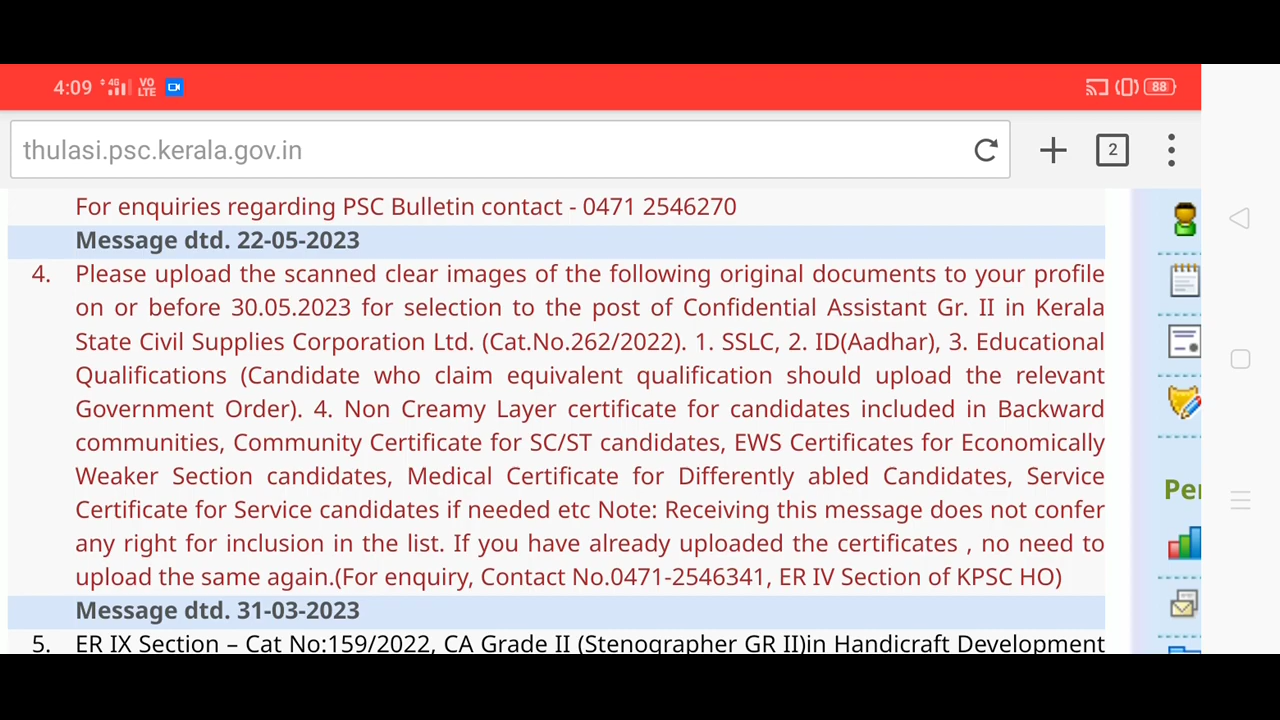 4:09 4G VO LTE 88
thulasi.psc.kerala.gov.in 2
For enquiries regarding PSC Bulletin contact - 0471 2546270
Message dtd. 22-05-2023
4. Please upload the scanned clear images of the following original documents to your profile
on or before 30.05.2023 for selection to the post of Confidential Assistant Gr. II in Kerala
State Civil Supplies Corporation Ltd. (Cat.No.262/2022). 1. SSLC, 2. ID(Aadhar), 3. Educational
Qualifications (Candidate who claim equivalent qualification should upload the relevant
Government Order). 4. Non Creamy Layer certificate for candidates included in Backward
communities, Community Certificate for SC/ST candidates, EWS Certificates for Economically
Weaker Section candidates, Medical Certificate for Differently abled Candidates, Service
Certificate for Service candidates if needed etc Note: Receiving this message does not confer
any right for inclusion in the list. If you have already uploaded the certificates , no need to
upload the same again.(For enquiry, Contact No.0471-2546341, ER IV Section of KPSC HO)
Message dtd. 31-03-2023
5. ER IX Section – Cat No:159/2022, CA Grade II (Stenographer GR II)in Handicraft Development
Per